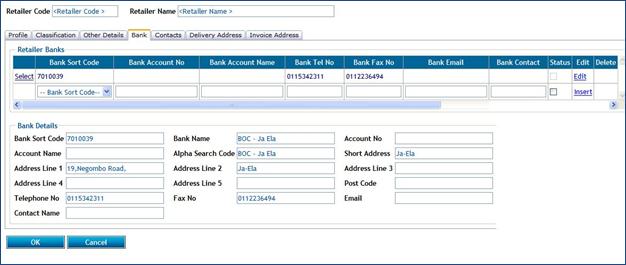 Retailer Code <Retailer Code > Retailer Name <Retailer Name >
Profile Classification Other Details Bank Contacts Delivery Address Invoice Address
Retailer Banks
Bank Sort Code Bank Account No Bank Account Name Bank Tel No Bank Fax No Bank Email Bank Contact Status Edit Delete
Select 7010039 0115342311 0112236494 Edit
-- Bank Sort Code-- Insert
Bank Details
Bank Sort Code 7010039 Bank Name BOC - Ja Ela Account No
Account Name Alpha Search Code BOC - Ja Ela Short Address Ja-Ela
Address Line 1 19,Negombo Road, Address Line 2 Ja-Ela Address Line 3
Address Line 4 Address Line 5 Post Code
Telephone No 0115342311 Fax No 0112236494 Email
Contact Name
OK Cancel